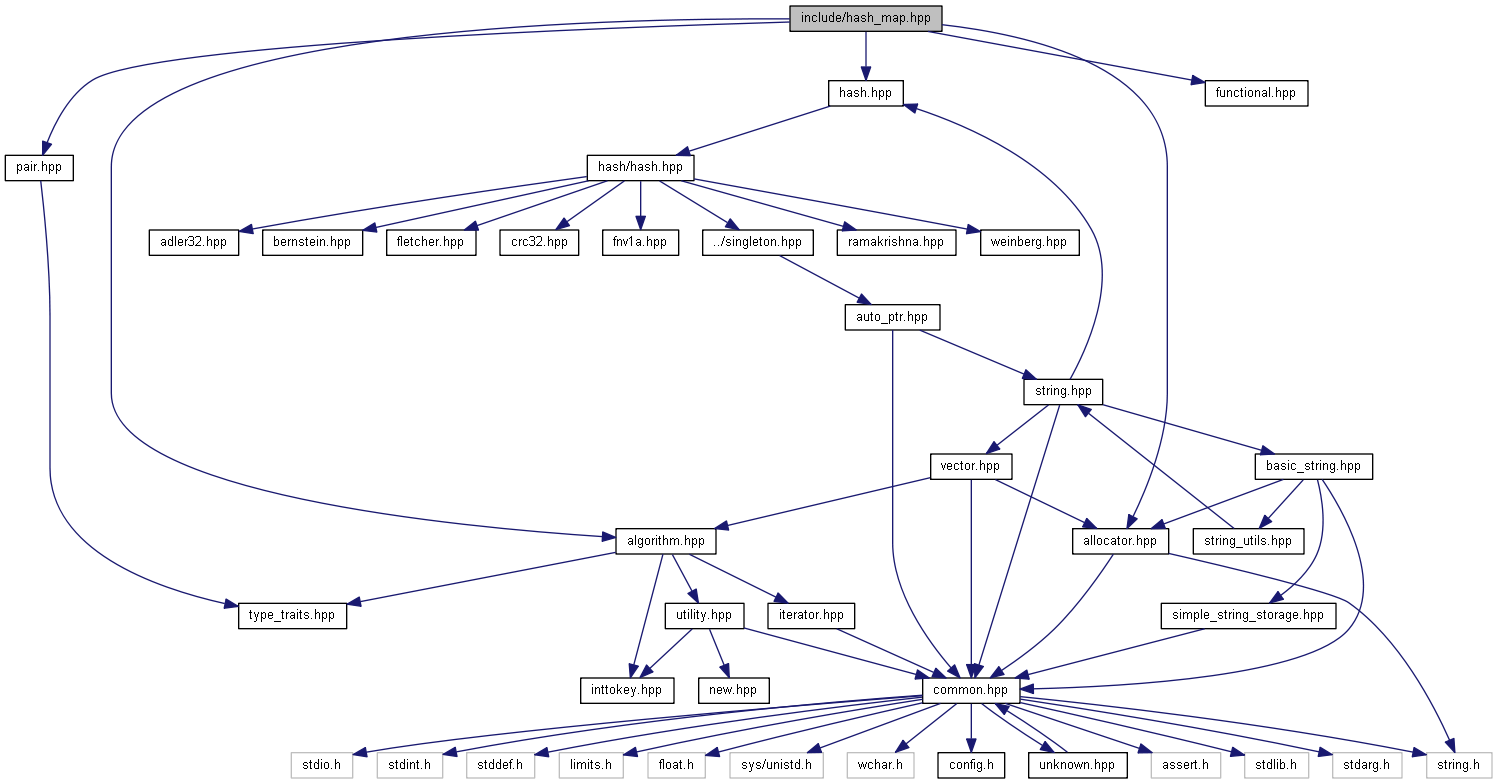 include/hash_map.hpp
hash.hpp
functional.hpp
pair.hpp
hash/hash.hpp
adler32.hpp
bernstein.hpp
fletcher.hpp
crc32.hpp
fnv1a.hpp
../singleton.hpp
ramakrishna.hpp
weinberg.hpp
auto_ptr.hpp
string.hpp
vector.hpp
basic_string.hpp
algorithm.hpp
allocator.hpp
string_utils.hpp
type_traits.hpp
utility.hpp
iterator.hpp
simple_string_storage.hpp
inttokey.hpp
new.hpp
common.hpp
stdio.h
stdint.h
stddef.h
limits.h
float.h
sys/unistd.h
wchar.h
config.h
unknown.hpp
assert.h
stdlib.h
stdarg.h
string.h